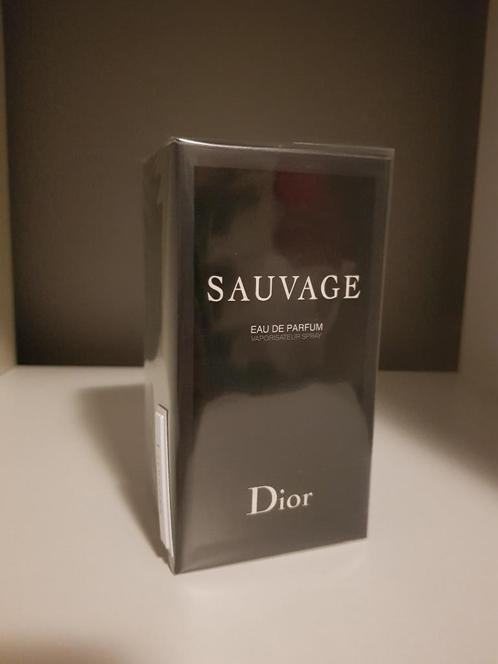 SAUVAGE
EAU DE PARFUM
VAPORISATEUR SPRAY
Dior